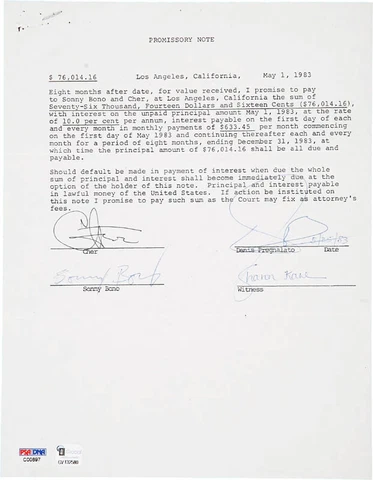 PROMISSORY NOTE
$ 76,014.16 Los Angeles, California, May 1, 1983
Eight months after date, for value received, I promise to pay
to Sonny Bono and Cher, at Los Angeles, California the sum of
Seventy-Six Thousand, Fourteen Dollars and Sixteen Cents ($76,014.16),
with interest on the unpaid principal amount May 1, 1983, at the rate
of 10.0 per cent per annum, interest payable on the first day of each
and every month in monthly payments of $633.45 per month commencing
on the first day of May 1983 and continuing thereafter each and every
month for a period of eight months, ending December 31, 1983, at
which time the principal amount of $76,014.16 shall be all due and
payable.
Should default be made in payment of interest when due the whole
sum of principal and interest shall become immediately due at the
option of the holder of this note. Principal and interest payable
in lawful money of the United States. If action be instituted on
this note I promise to pay such sum as the Court may fix as attorney's
fees.
Cher
Cher Denis Pregnalato Date
Sonny Bono Sharon
Sonny Bono Witness
PSA DNA